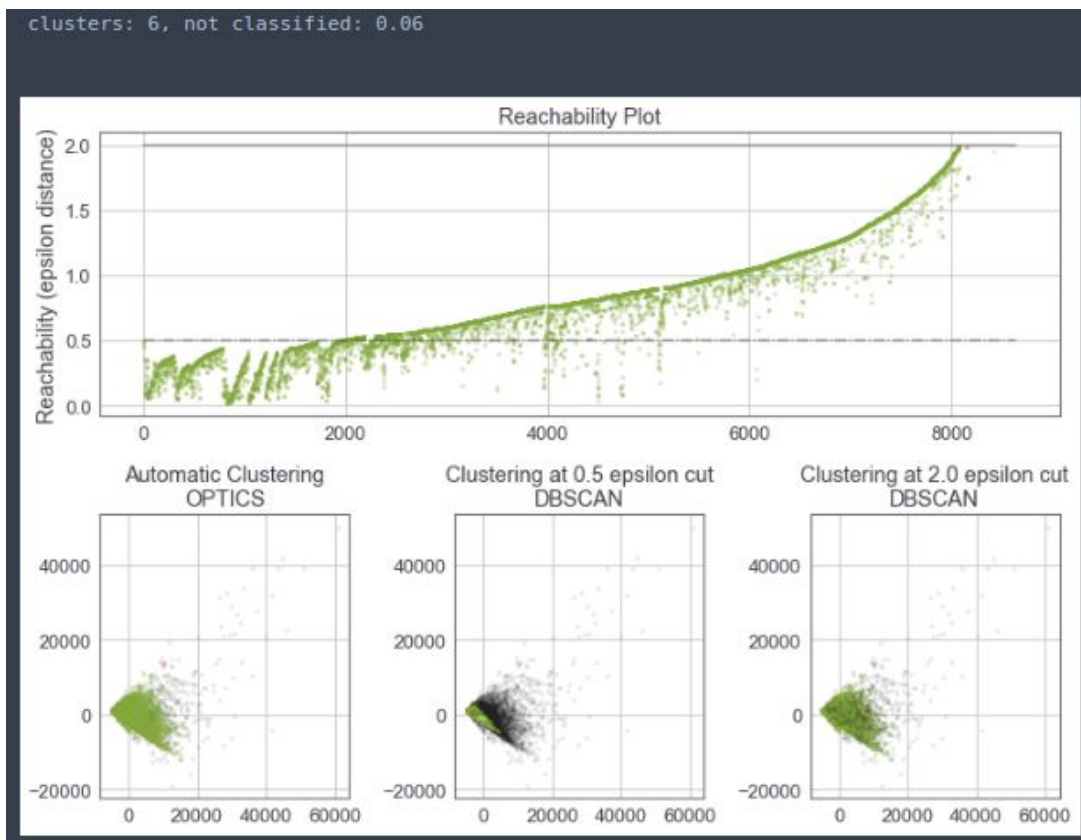 clusters: 6, not classified: 0.06
Reachability Plot
Reachability (epsilon distance)
2.0
1.5
1.0
0.5
0.0
0 2000 4000 6000 8000
Automatic Clustering
OPTICS
40000
20000
0
−20000
0 20000 40000 60000
Clustering at 0.5 epsilon cut
DBSCAN
40000
20000
0
−20000
0 20000 40000 60000
Clustering at 2.0 epsilon cut
DBSCAN
40000
20000
0
−20000
0 20000 40000 60000